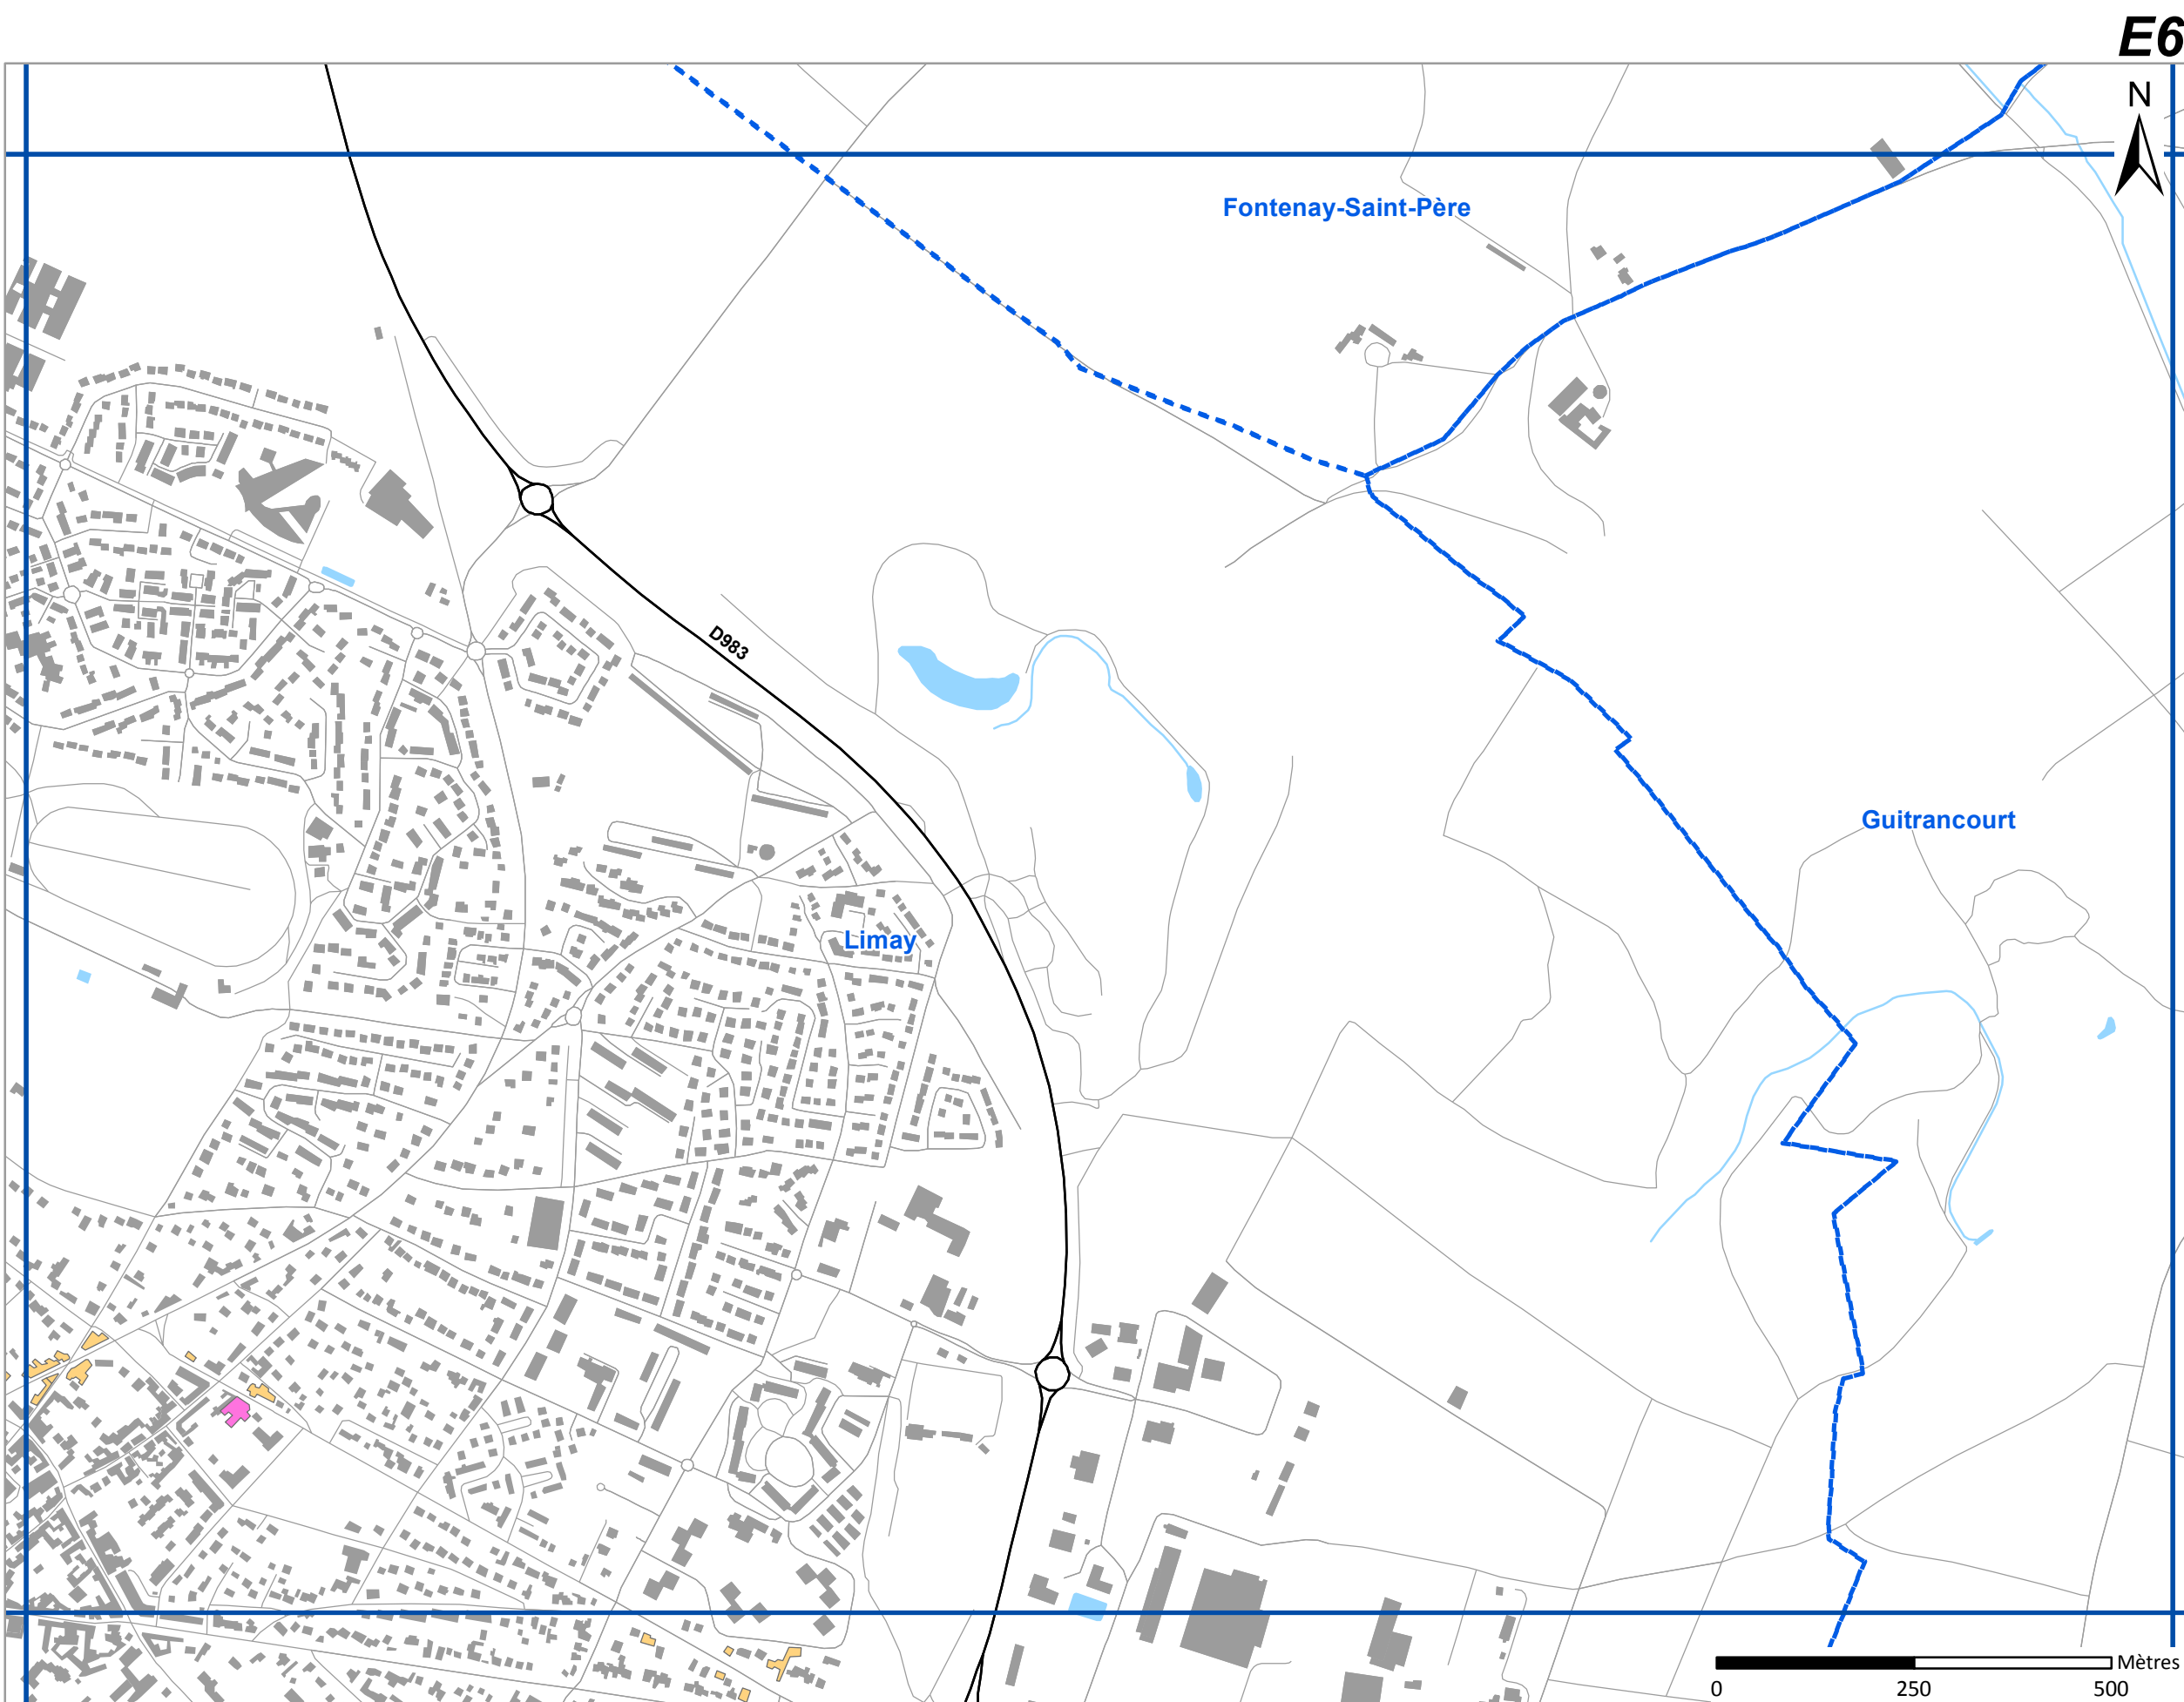 E6
N
Fontenay-Saint-Père
D983
Guitrancourt
Limay
Mètres
0 250 500